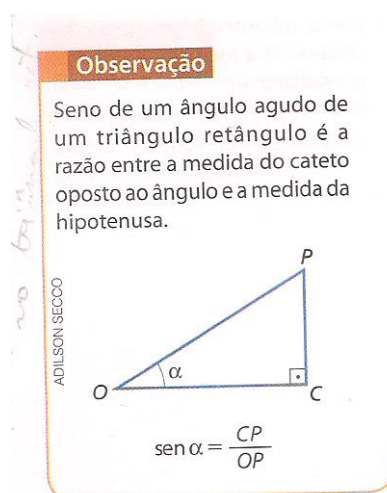 Observação
Seno de um ângulo agudo de
um triângulo retângulo é a
razão entre a medida do cateto
oposto ao ângulo e a medida da
hipotenusa.
P
ADILSON SECCO
α
O
C
sen α = CP/OP